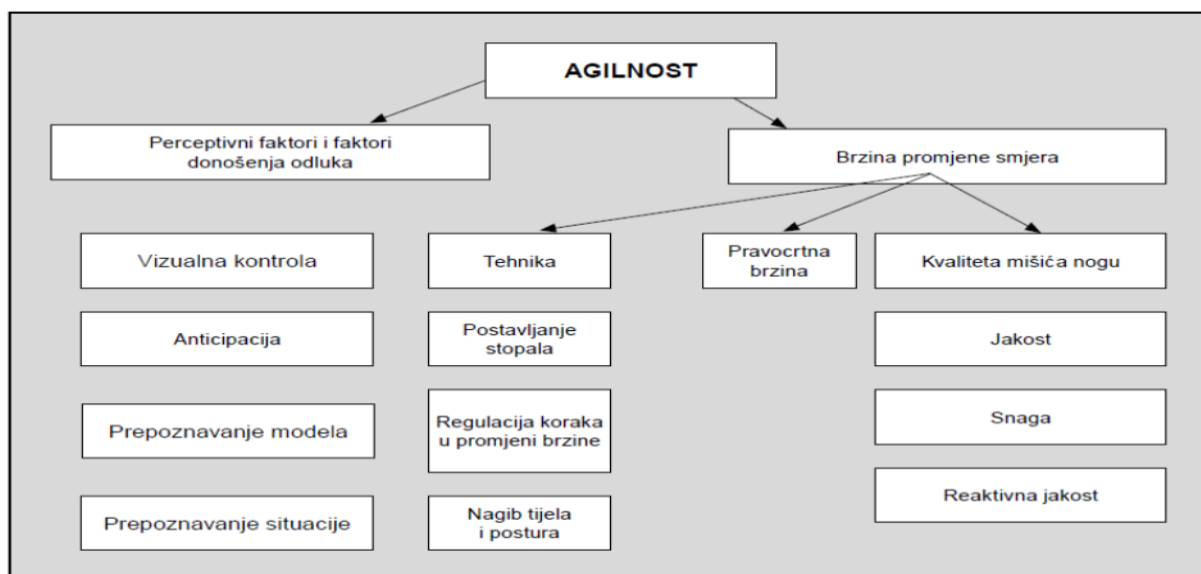 AGILNOST
Perceptivni faktori i faktori
donošenja odluka
Brzina promjene smjera
Vizualna kontrola
Tehnika
Pravocrtna
brzina
Kvaliteta mišića nogu
Anticipacija
Postavljanje
stopala
Jakost
Prepoznavanje modela
Regulacija koraka
u promjeni brzine
Snaga
Prepoznavanje situacije
Nagib tijela
i postura
Reaktivna jakost